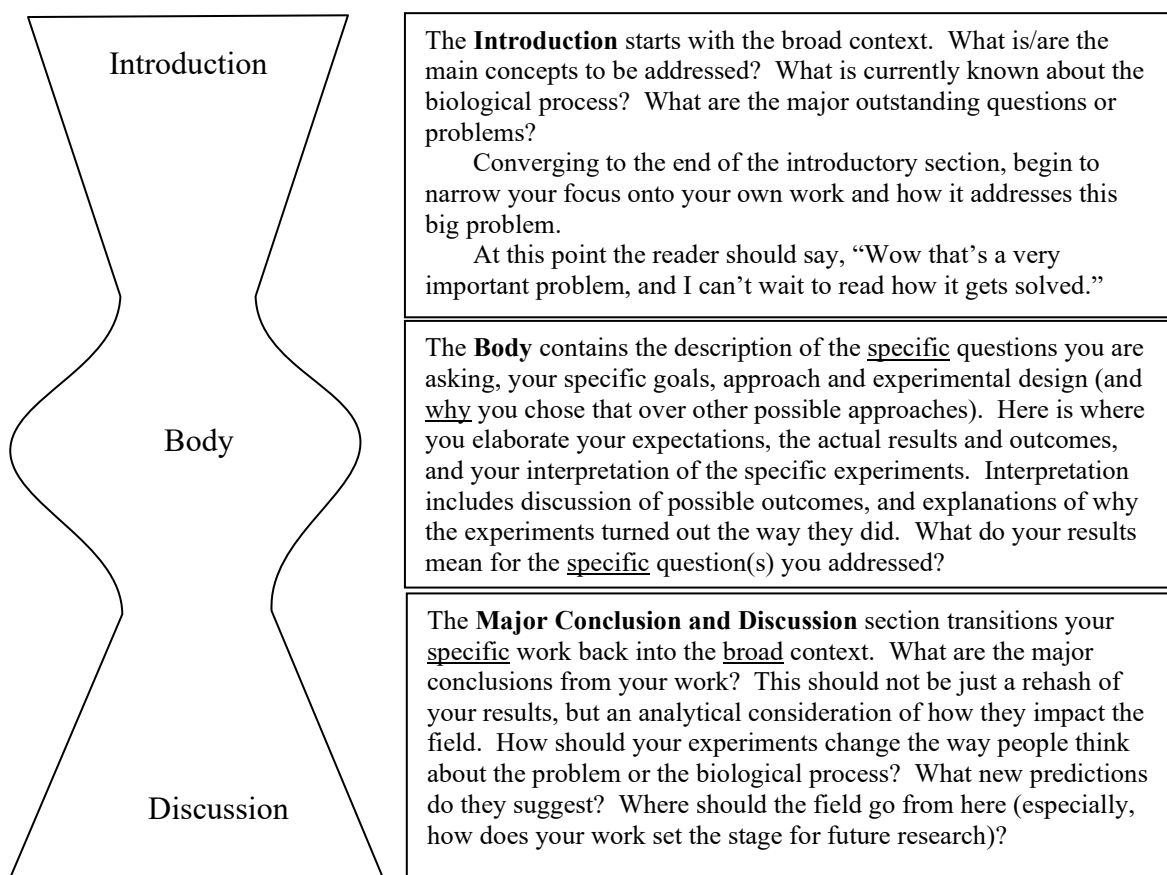 Introduction
The Introduction starts with the broad context.  What is/are the
main concepts to be addressed?  What is currently known about the
biological process?  What are the major outstanding questions or
problems?
Converging to the end of the introductory section, begin to
narrow your focus onto your own work and how it addresses this
big problem.
At this point the reader should say, “Wow that’s a very
important problem, and I can’t wait to read how it gets solved.”
Body
The Body contains the description of the specific questions you are
asking, your specific goals, approach and experimental design (and
why you chose that over other possible approaches).  Here is where
you elaborate your expectations, the actual results and outcomes,
and your interpretation of the specific experiments.  Interpretation
includes discussion of possible outcomes, and explanations of why
the experiments turned out the way they did.  What do your results
mean for the specific question(s) you addressed?
Discussion
The Major Conclusion and Discussion section transitions your
specific work back into the broad context.  What are the major
conclusions from your work?  This should not be just a rehash of
your results, but an analytical consideration of how they impact the
field.  How should your experiments change the way people think
about the problem or the biological process?  What new predictions
do they suggest?  Where should the field go from here (especially,
how does your work set the stage for future research)?